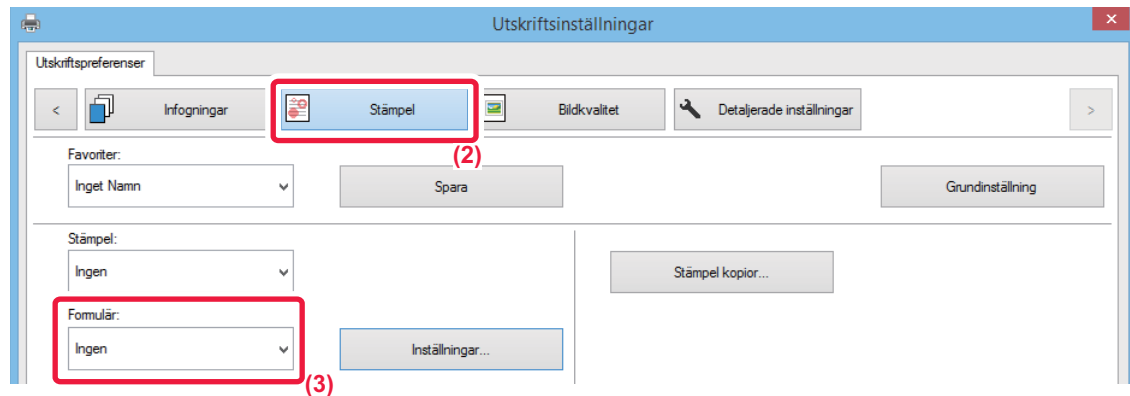 Utskriftsinställningar
Utskriftspreferenser
< Infogningar Stämpel Bildkvalitet Detaljerade inställningar >
(2)
Favoriter:
Inget Namn Spara Grundinställning
Stämpel:
Ingen Stämpel kopior...
Formulär:
Ingen Inställningar...
(3)